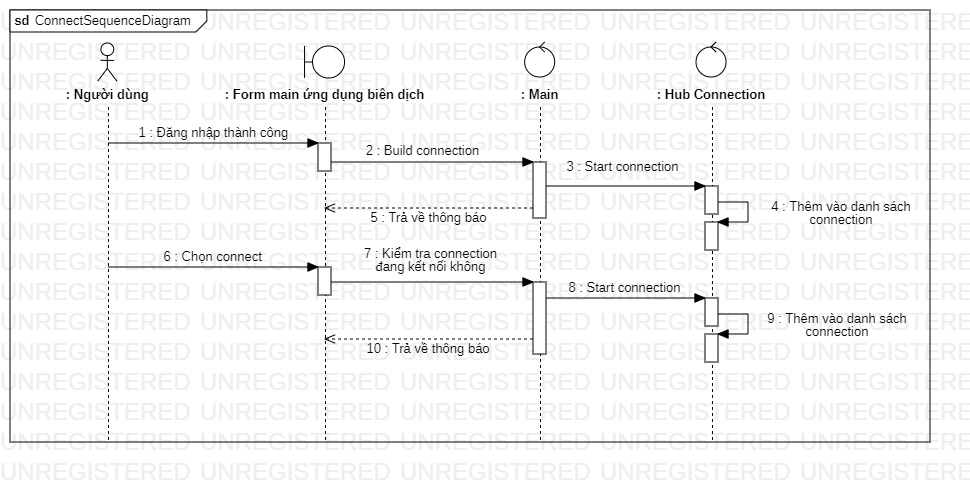 sd ConnectSequenceDiagram
: Người dùng
: Form main ứng dụng biên dịch
: Main
: Hub Connection
1 : Đăng nhập thành công
2 : Build connection
3 : Start connection
4 : Thêm vào danh sách
connection
5 : Trả về thông báo
6 : Chọn connect
7 : Kiểm tra connection
đang kết nối không
8 : Start connection
9 : Thêm vào danh sách
connection
10 : Trả về thông báo
UNREGISTERED UNREGISTERED UNREGISTERED UNREGISTERED UNREGISTERED